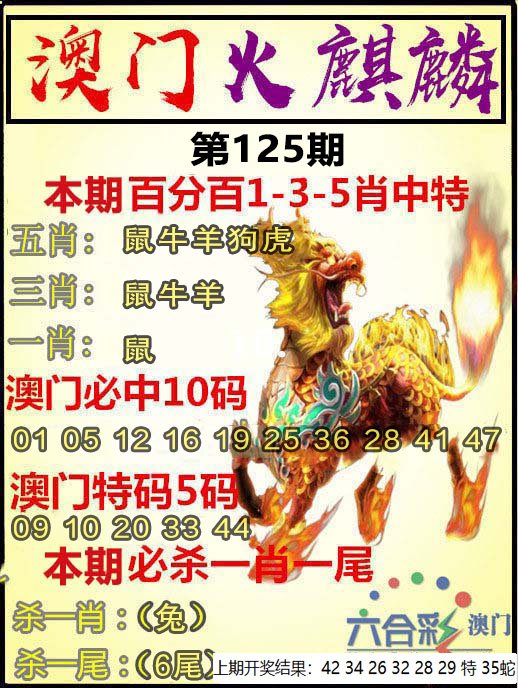 澳门火麒麟
第125期
本期百分百1-3-5肖中特
五肖：鼠牛羊狗虎
三肖：鼠牛羊
一肖：鼠
澳门必中10码
01 05 12 16 19 25 36 28 41 47
澳门特码5码
09 10 20 33 44
本期必杀一肖一尾
杀一肖：（兔）
六合彩 澳门
杀一尾：（6尾）
上期开奖结果：42 34 26 32 28 29 特 35蛇